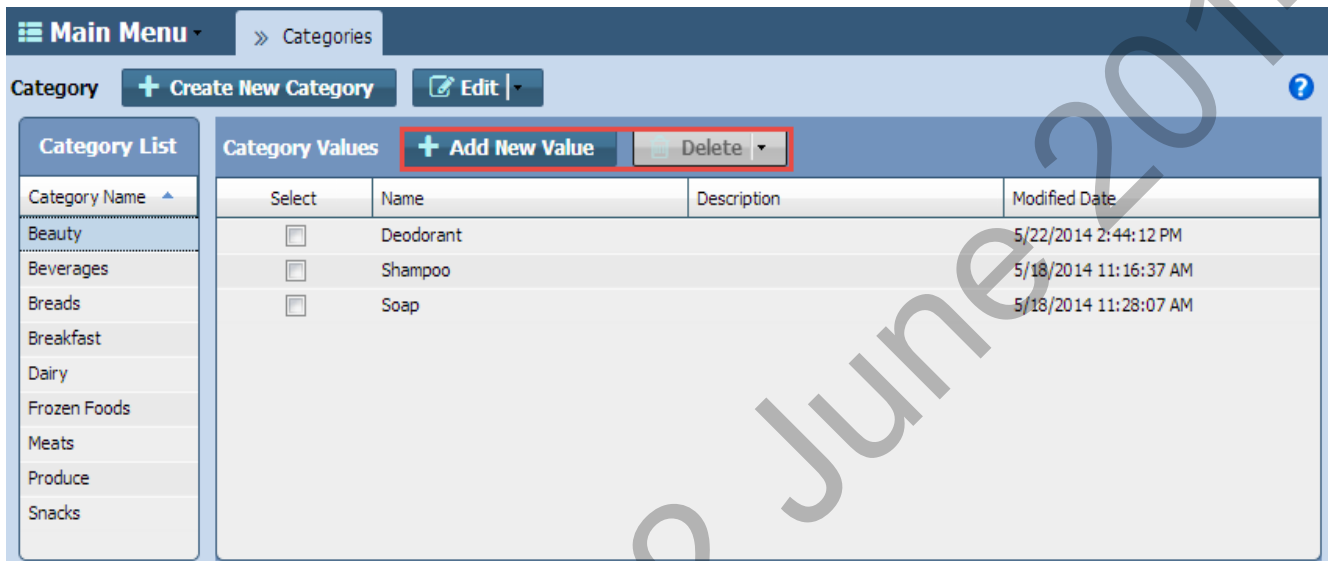 Main Menu
» Categories
Category
+ Create New Category
Edit
?
Category List
Category Values
+ Add New Value
Delete
Category Name
Select
Name
Description
Modified Date
Beauty
Deodorant
5/22/2014 2:44:12 PM
Beverages
Shampoo
5/18/2014 11:16:37 AM
Breads
Soap
5/18/2014 11:28:07 AM
Breakfast
Dairy
Frozen Foods
Meats
Produce
Snacks
June 201